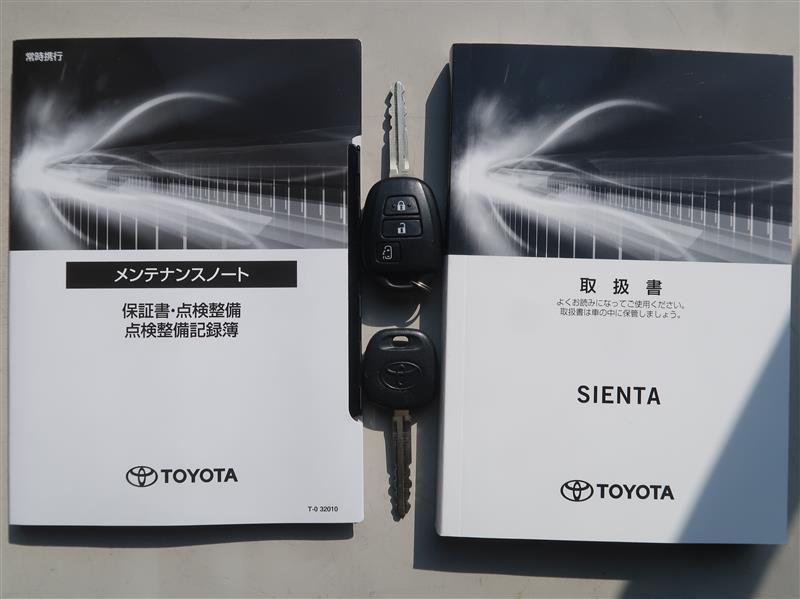 常時携行
メンテナンスノート
保証書・点検整備
点検整備記録簿
TOYOTA
T-0 32010
取扱書
よくお読みになってご使用ください。
取扱書は車の中に保管しましょう。
SIENTA
TOYOTA